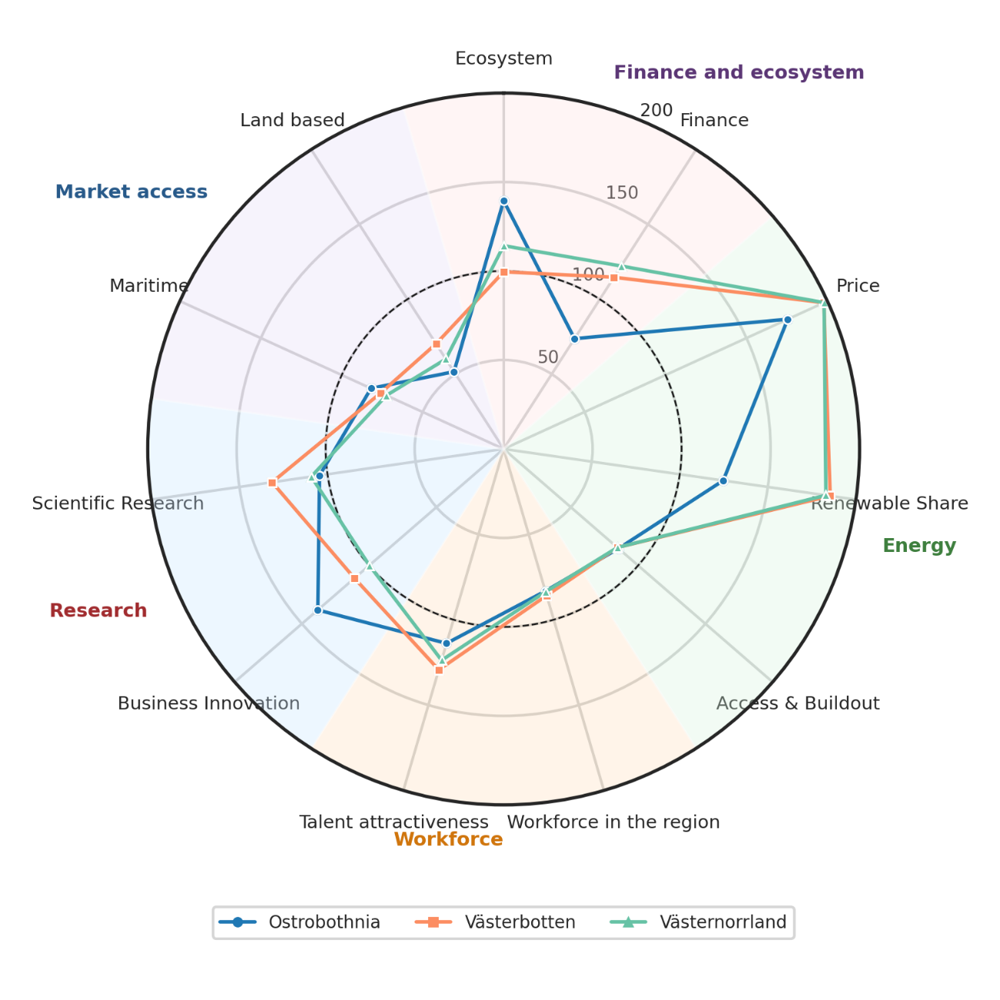 Ecosystem
Finance and ecosystem
200
Land based
Finance
Market access
150
100
Maritime
Price
50
Scientific Research
Renewable Share
Energy
Research
Business Innovation
Access & Buildout
Talent attractiveness
Workforce in the region
Workforce
Ostrobothnia
Västerbotten
Västernorrland